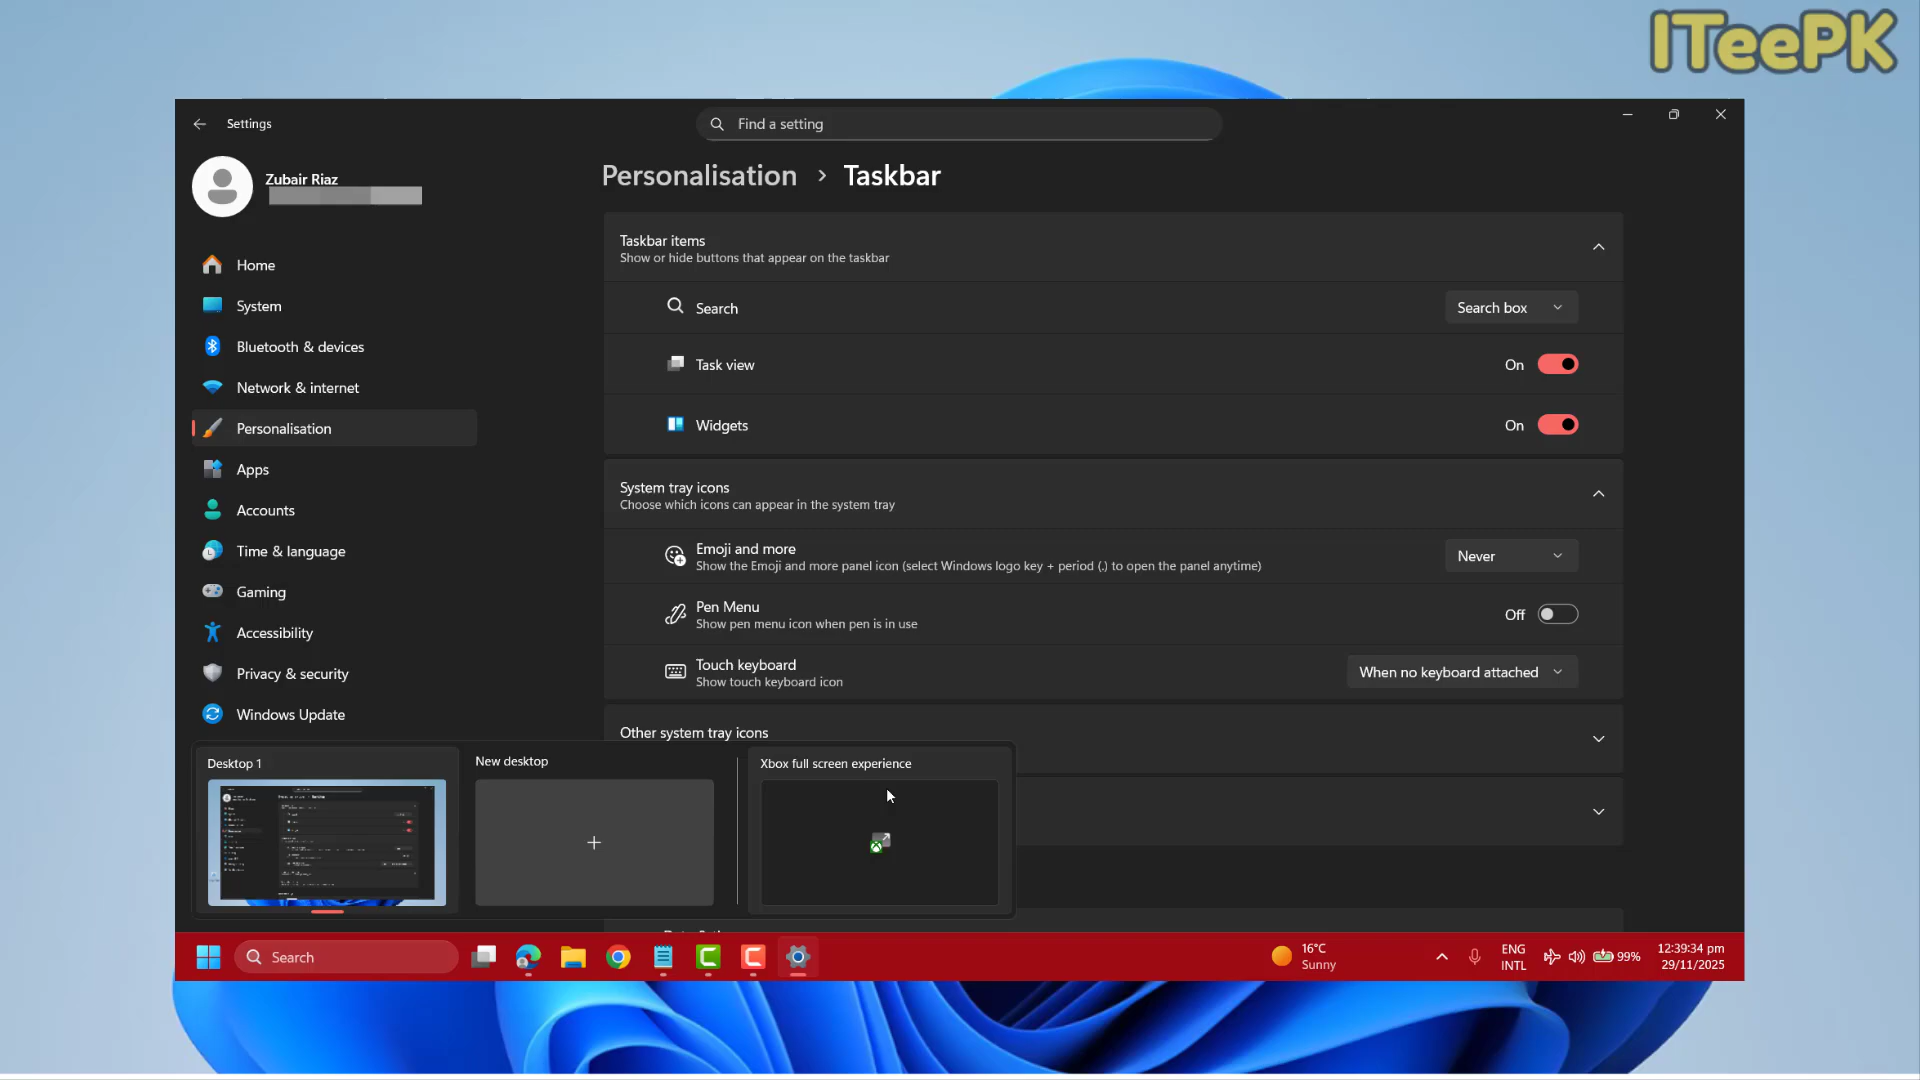 ITeePK
Settings
Find a setting
Zubair Riaz
Personalisation > Taskbar
Home
System
Bluetooth & devices
Network & internet
Personalisation
Apps
Accounts
Time & language
Gaming
Accessibility
Privacy & security
Windows Update
Taskbar items
Show or hide buttons that appear on the taskbar
Search
Search box
Task view
On
Widgets
On
System tray icons
Choose which icons can appear in the system tray
Emoji and more
Show the Emoji and more panel icon (select Windows logo key + period (.) to open the panel anytime)
Never
Pen Menu
Show pen menu icon when pen is in use
Off
Touch keyboard
Show touch keyboard icon
When no keyboard attached
Other system tray icons
Desktop 1
New desktop
Xbox full screen experience
Search
16°C
Sunny
ENG
INTL
99%
12:39:34 pm
29/11/2025